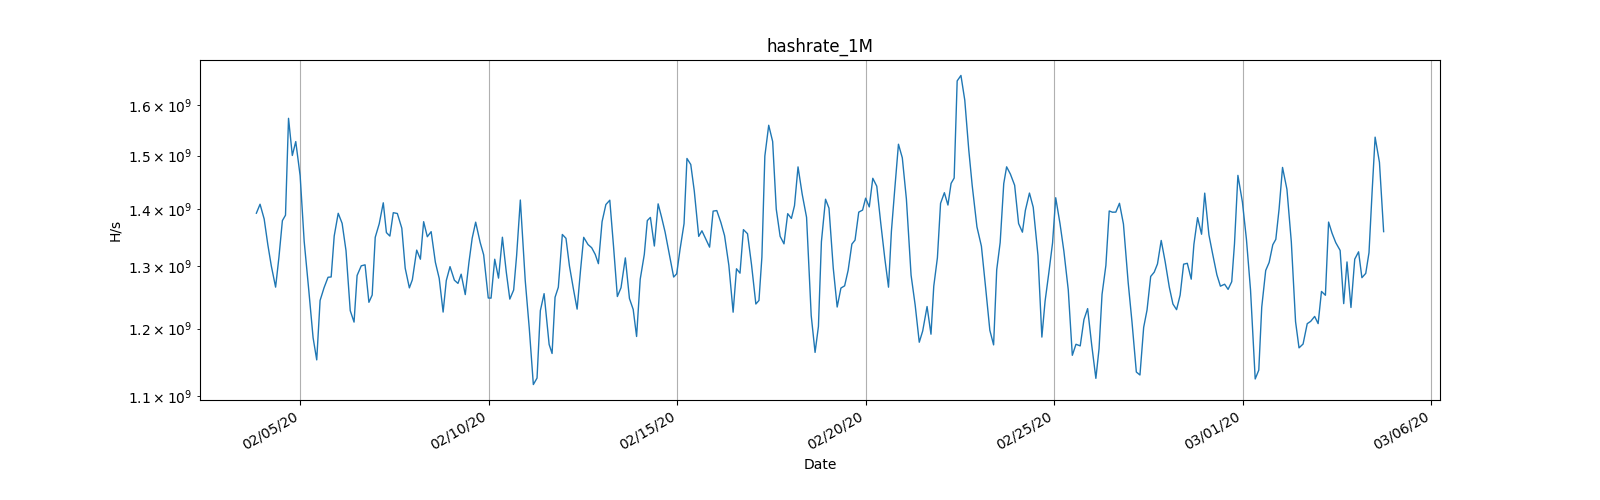 hashrate_1M
H/s
1.6 × 10⁹
1.5 × 10⁹
1.4 × 10⁹
1.3 × 10⁹
1.2 × 10⁹
1.1 × 10⁹
02/05/20
02/10/20
02/15/20
02/20/20
02/25/20
03/01/20
03/06/20
Date